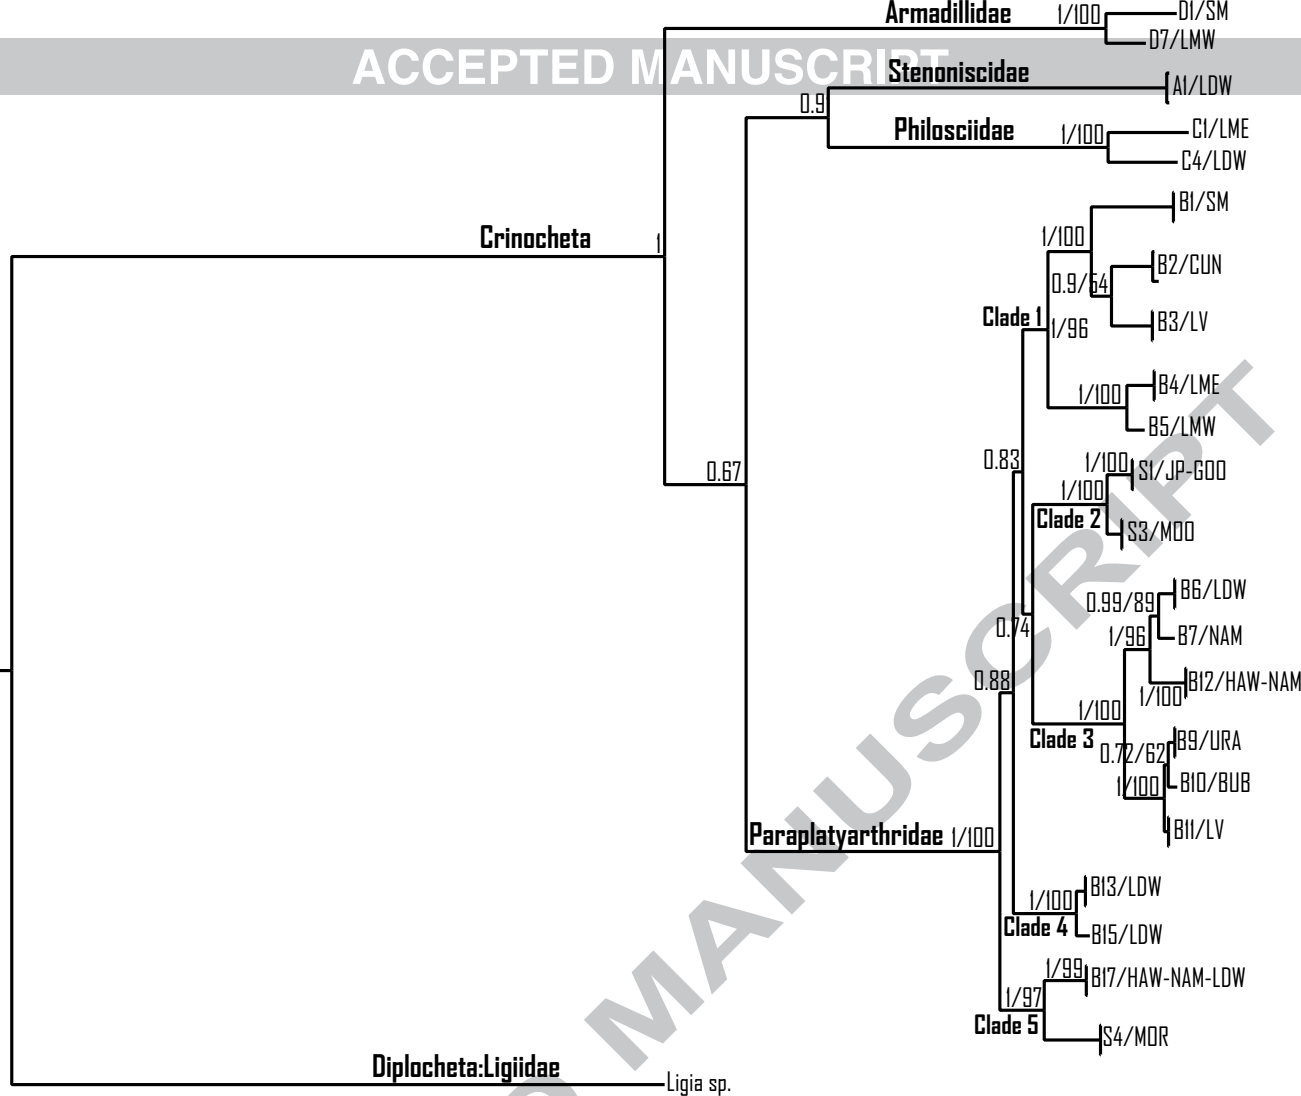 Armadillidae 1/100 D1/SM
D7/LMW
ACCEPTED MANUSCRIPT
Stenoniscidae A1/LDW
0.9
Philosciidae 1/100 C1/LME
C4/LDW
B1/SM
Crinocheta 1 1/100
B2/CUN
0.9/54
Clade 1 1/96 B3/LV
1/100 B4/LME
B5/LMW
0.83 1/100 S1/JP-GOO
0.67 1/100
Clade 2 S3/MOO
0.99/89 B6/LDW
0.74 1/96 B7/NAM
0.88 1/100 B12/HAW-NAM
1/100
Clade 3 0.72/62 B9/URA
1/100 B10/BUB
Paraplatyarthridae 1/100 B11/LV
1/100 B13/LDW
Clade 4 B15/LDW
1/99 B17/HAW-NAM-LDW
1/97
Clade 5 S4/MOR
Diplocheta:Ligiidae Ligia sp.
D MANUSCRIPT